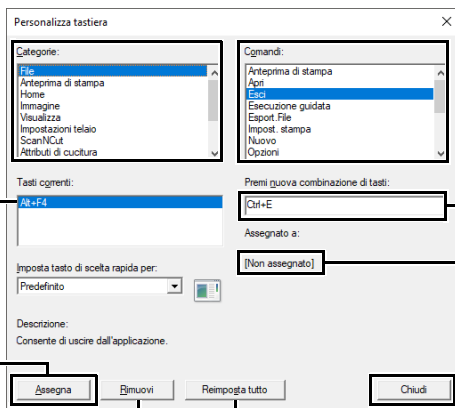 Personalizza tastiera
Categorie:
File
Anteprima di stampa
Home
Immagine
Visualizza
Impostazioni telaio
ScanNCut
Attributi di cucitura
Comandi:
Anteprima di stampa
Apri
Esci
Esecuzione guidata
Esport.File
Impost. stampa
Nuovo
Opzioni
Tasti correnti:
Alt+F4
Premi nuova combinazione di tasti:
Ctrl+E
Assegnato a:
[Non assegnato]
Imposta tasto di scelta rapida per:
Predefinito
Descrizione:
Consente di uscire dall'applicazione.
Assegna Rimuovi Reimposta tutto Chiudi